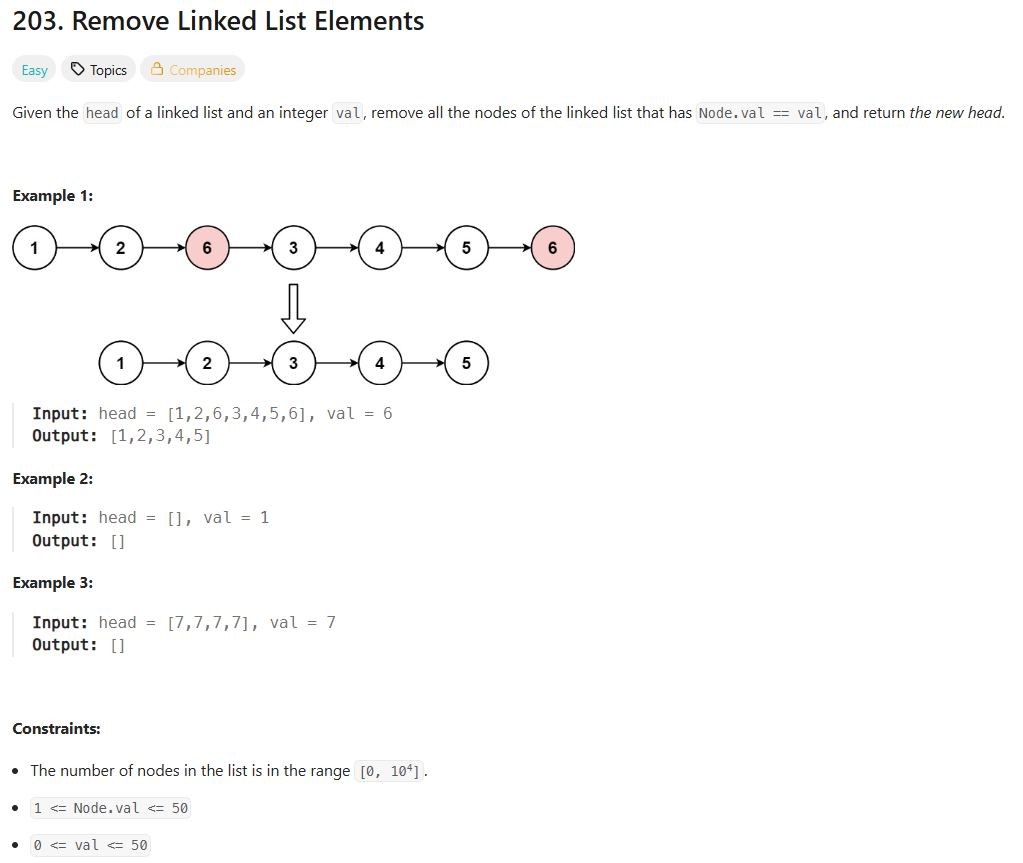 203. Remove Linked List Elements
Easy Topics Companies
Given the head of a linked list and an integer val, remove all the nodes of the linked list that has Node.val == val, and return the new head.
Example 1:
1 2 6 3 4 5 6
1 2 3 4 5
Input: head = [1,2,6,3,4,5,6], val = 6
Output: [1,2,3,4,5]
Example 2:
Input: head = [], val = 1
Output: []
Example 3:
Input: head = [7,7,7,7], val = 7
Output: []
Constraints:
• The number of nodes in the list is in the range [0, 10⁴].
• 1 <= Node.val <= 50
• 0 <= val <= 50